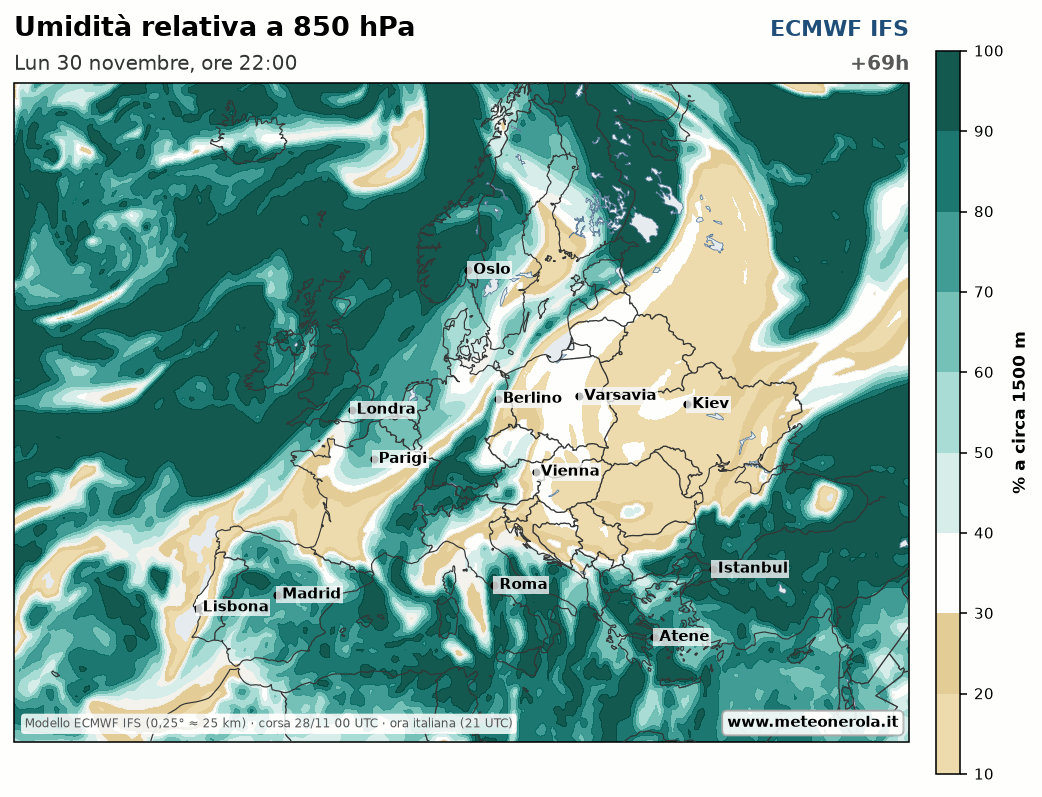 Umidità relativa a 850 hPa
ECMWF IFS
Lun 30 novembre, ore 22:00
+69h
100
90
80
70
60
50
40
30
20
10
% a circa 1500 m
Oslo
Londra
Berlino
Varsavia
Kiev
Parigi
Vienna
Istanbul
Roma
Madrid
Lisbona
Atene
Modello ECMWF IFS (0,25° ≈ 25 km) · corsa 28/11 00 UTC · ora italiana (21 UTC)
www.meteonerola.it